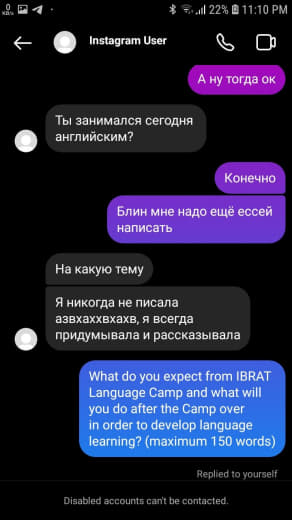 0
KB/s
22%
11:10 PM
Instagram User
А ну тогда ок
Ты занимался сегодня
английским?
Конечно
Блин мне надо ещё ессей
написать
На какую тему
Я никогда не писала
азвхаххвхахв, я всегда
придумывала и рассказывала
What do you expect from IBRAT
Language Camp and what will
you do after the Camp over
in order to develop language
learning? (maximum 150 words)
Replied to yourself
Disabled accounts can't be contacted.